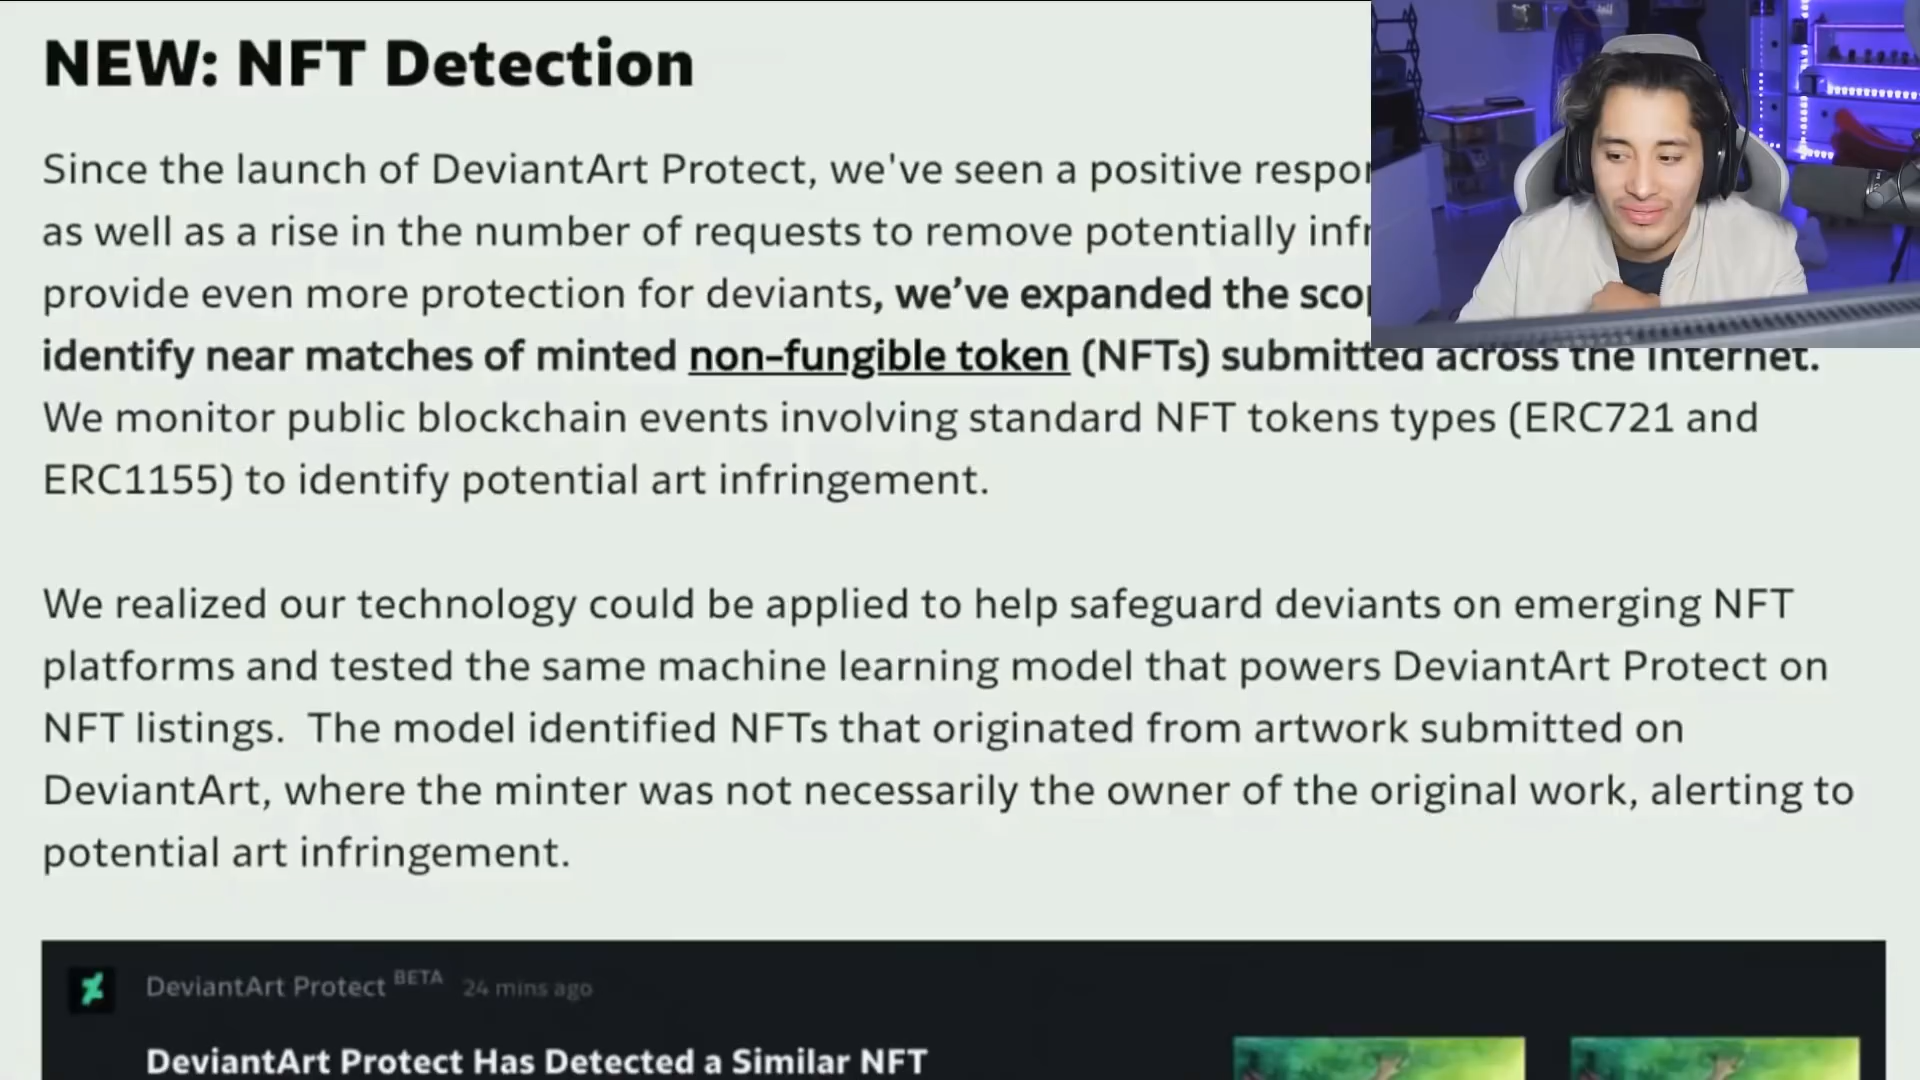 NEW: NFT Detection
Since the launch of DeviantArt Protect, we've seen a positive
as well as a rise in the number of requests to remove potentially
provide even more protection for deviants, we’ve expanded the
identify near matches of minted non-fungible token (NFTs) submitted across the Internet.
We monitor public blockchain events involving standard NFT tokens types (ERC721 and
ERC1155) to identify potential art infringement.
We realized our technology could be applied to help safeguard deviants on emerging NFT
platforms and tested the same machine learning model that powers DeviantArt Protect on
NFT listings. The model identified NFTs that originated from artwork submitted on
DeviantArt, where the minter was not necessarily the owner of the original work, alerting to
potential art infringement.
DeviantArt Protect BETA 24 mins ago
DeviantArt Protect Has Detected a Similar NFT